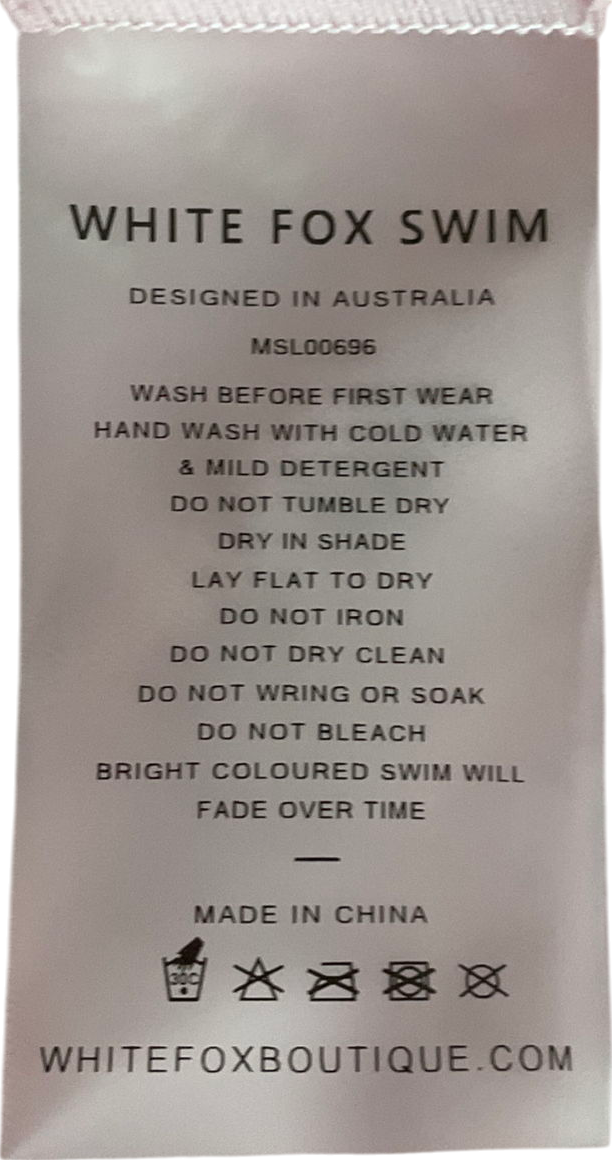 WHITE FOX SWIM
DESIGNED IN AUSTRALIA
MSL00696
WASH BEFORE FIRST WEAR
HAND WASH WITH COLD WATER
& MILD DETERGENT
DO NOT TUMBLE DRY
DRY IN SHADE
LAY FLAT TO DRY
DO NOT IRON
DO NOT DRY CLEAN
DO NOT WRING OR SOAK
DO NOT BLEACH
BRIGHT COLOURED SWIM WILL
FADE OVER TIME
—
MADE IN CHINA
30C
WHITEFOXBOUTIQUE.COM